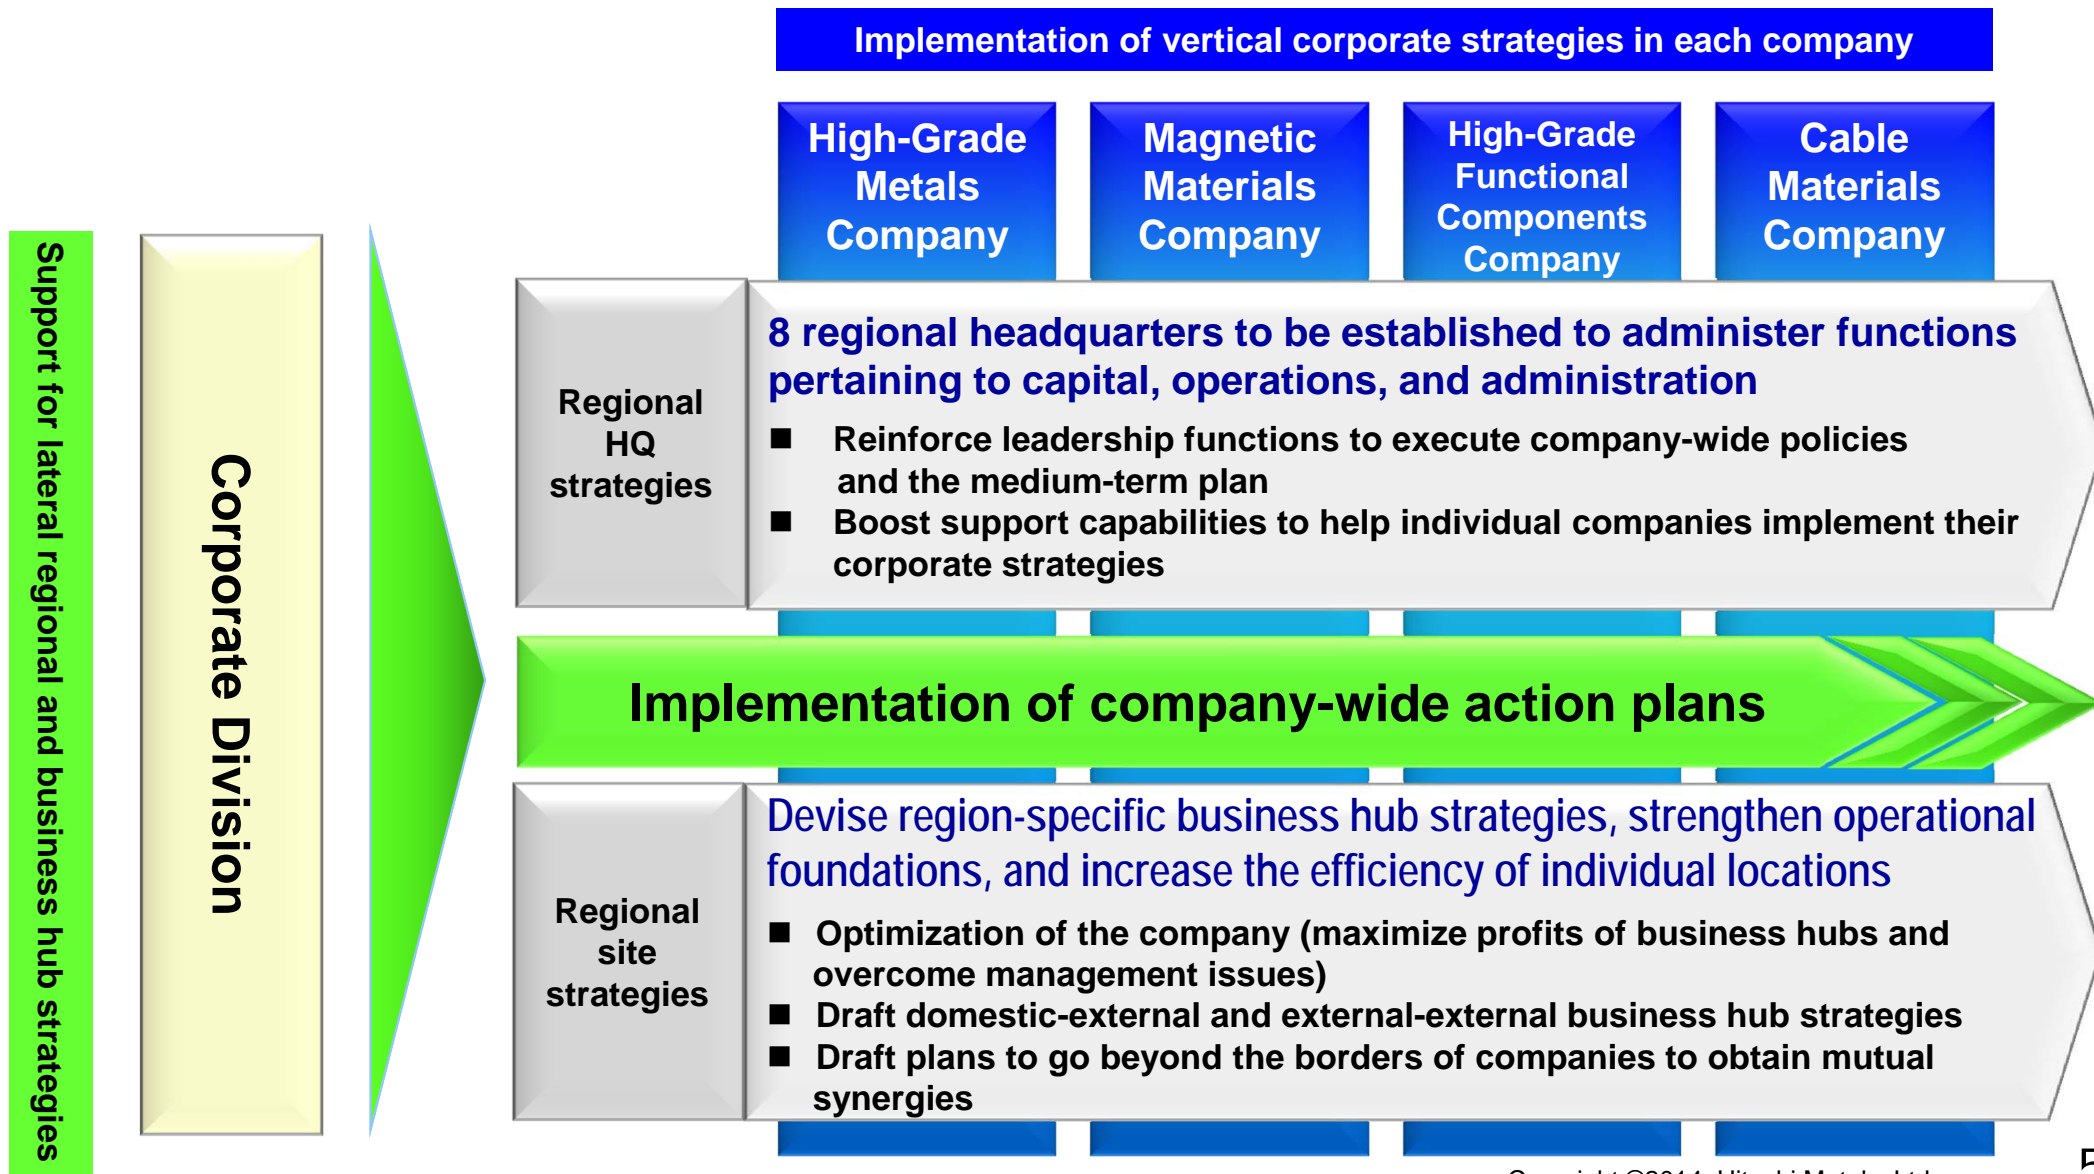 Implementation of vertical corporate strategies in each company
High-Grade
Metals
Company
Magnetic
Materials
Company
High-Grade
Functional
Components
Company
Cable
Materials
Company
Support for lateral regional and business hub strategies
Corporate Division
Regional
HQ
strategies
8 regional headquarters to be established to administer functions
pertaining to capital, operations, and administration
■ Reinforce leadership functions to execute company-wide policies
and the medium-term plan
■ Boost support capabilities to help individual companies implement their
corporate strategies
Implementation of company-wide action plans
Regional
site
strategies
Devise region-specific business hub strategies, strengthen operational
foundations, and increase the efficiency of individual locations
■ Optimization of the company (maximize profits of business hubs and
overcome management issues)
■ Draft domestic-external and external-external business hub strategies
■ Draft plans to go beyond the borders of companies to obtain mutual
synergies